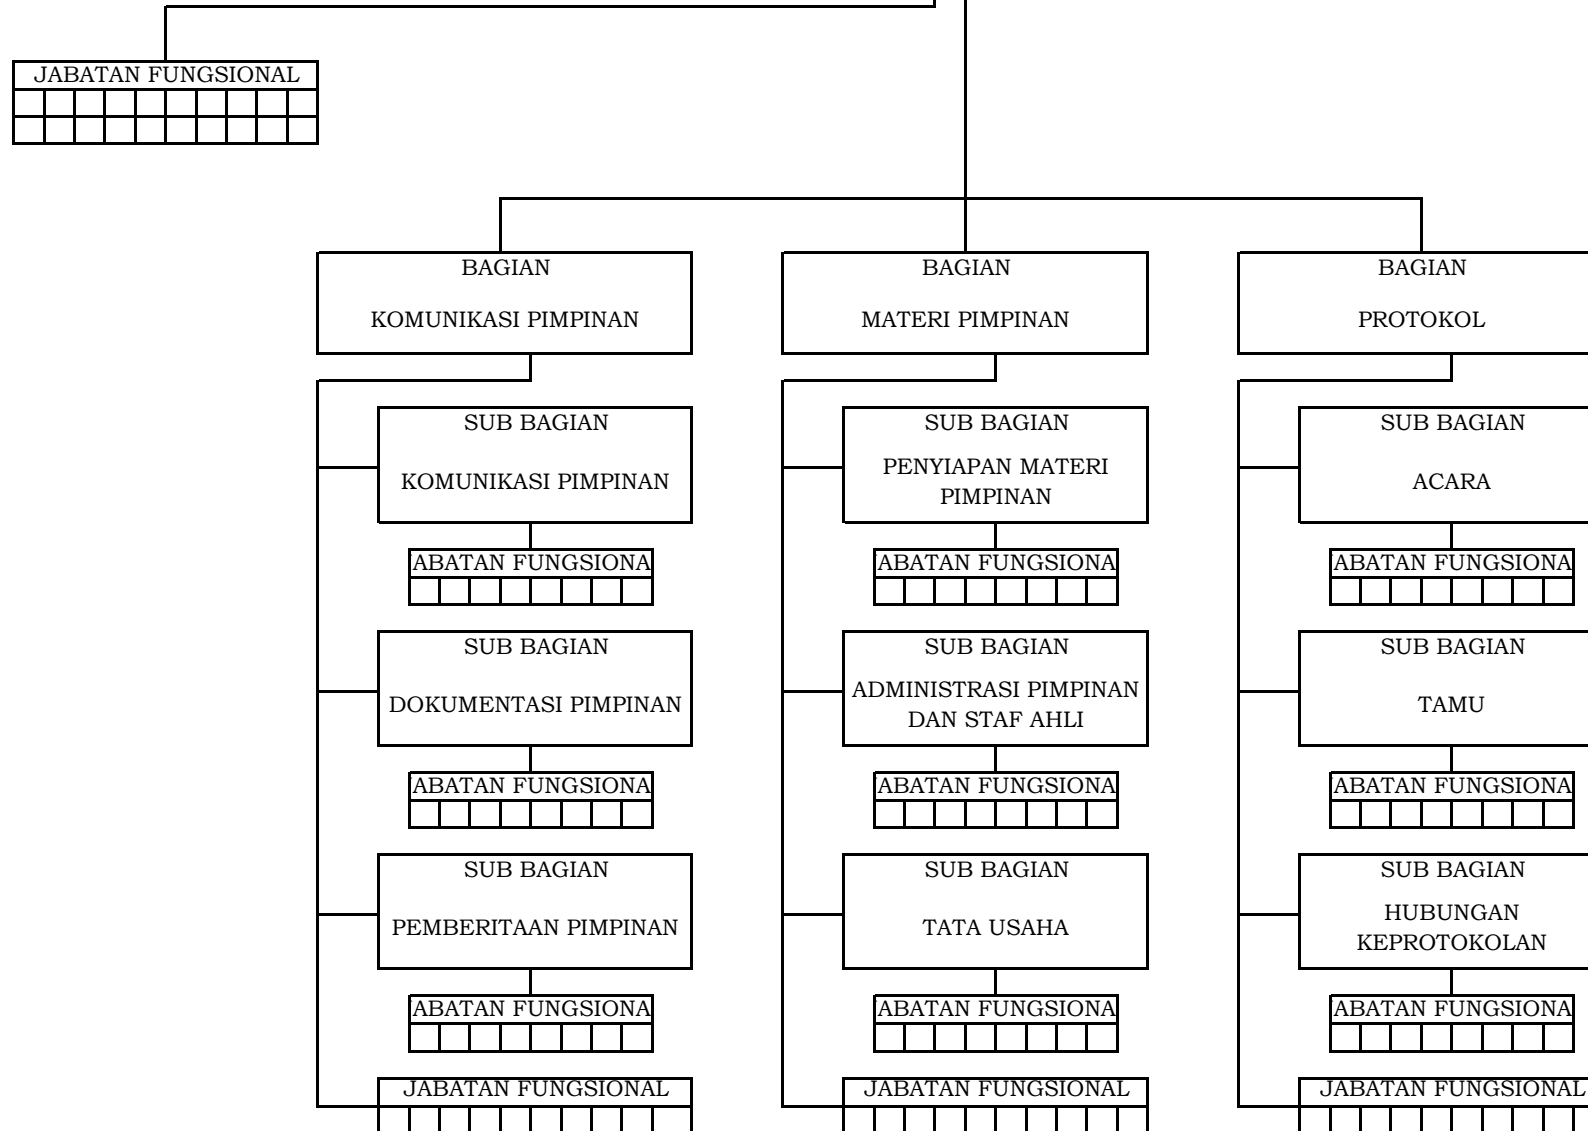 JABATAN FUNGSIONAL
BAGIAN
KOMUNIKASI PIMPINAN
SUB BAGIAN
KOMUNIKASI PIMPINAN
ABATAN FUNGSIONA
SUB BAGIAN
DOKUMENTASI PIMPINAN
ABATAN FUNGSIONA
SUB BAGIAN
PEMBERITAAN PIMPINAN
ABATAN FUNGSIONA
JABATAN FUNGSIONAL
BAGIAN
MATERI PIMPINAN
SUB BAGIAN
PENYIAPAN MATERI
PIMPINAN
ABATAN FUNGSIONA
SUB BAGIAN
ADMINISTRASI PIMPINAN
DAN STAF AHLI
ABATAN FUNGSIONA
SUB BAGIAN
TATA USAHA
ABATAN FUNGSIONA
JABATAN FUNGSIONAL
BAGIAN
PROTOKOL
SUB BAGIAN
ACARA
ABATAN FUNGSIONA
SUB BAGIAN
TAMU
ABATAN FUNGSIONA
SUB BAGIAN
HUBUNGAN
KEPROTOKOLAN
ABATAN FUNGSIONA
JABATAN FUNGSIONAL